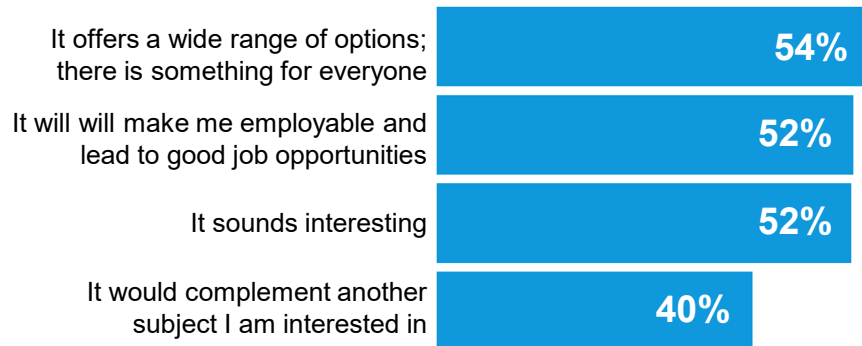 It offers a wide range of options;
there is something for everyone
54%
It will will make me employable and
lead to good job opportunities
52%
It sounds interesting
52%
It would complement another
subject I am interested in
40%